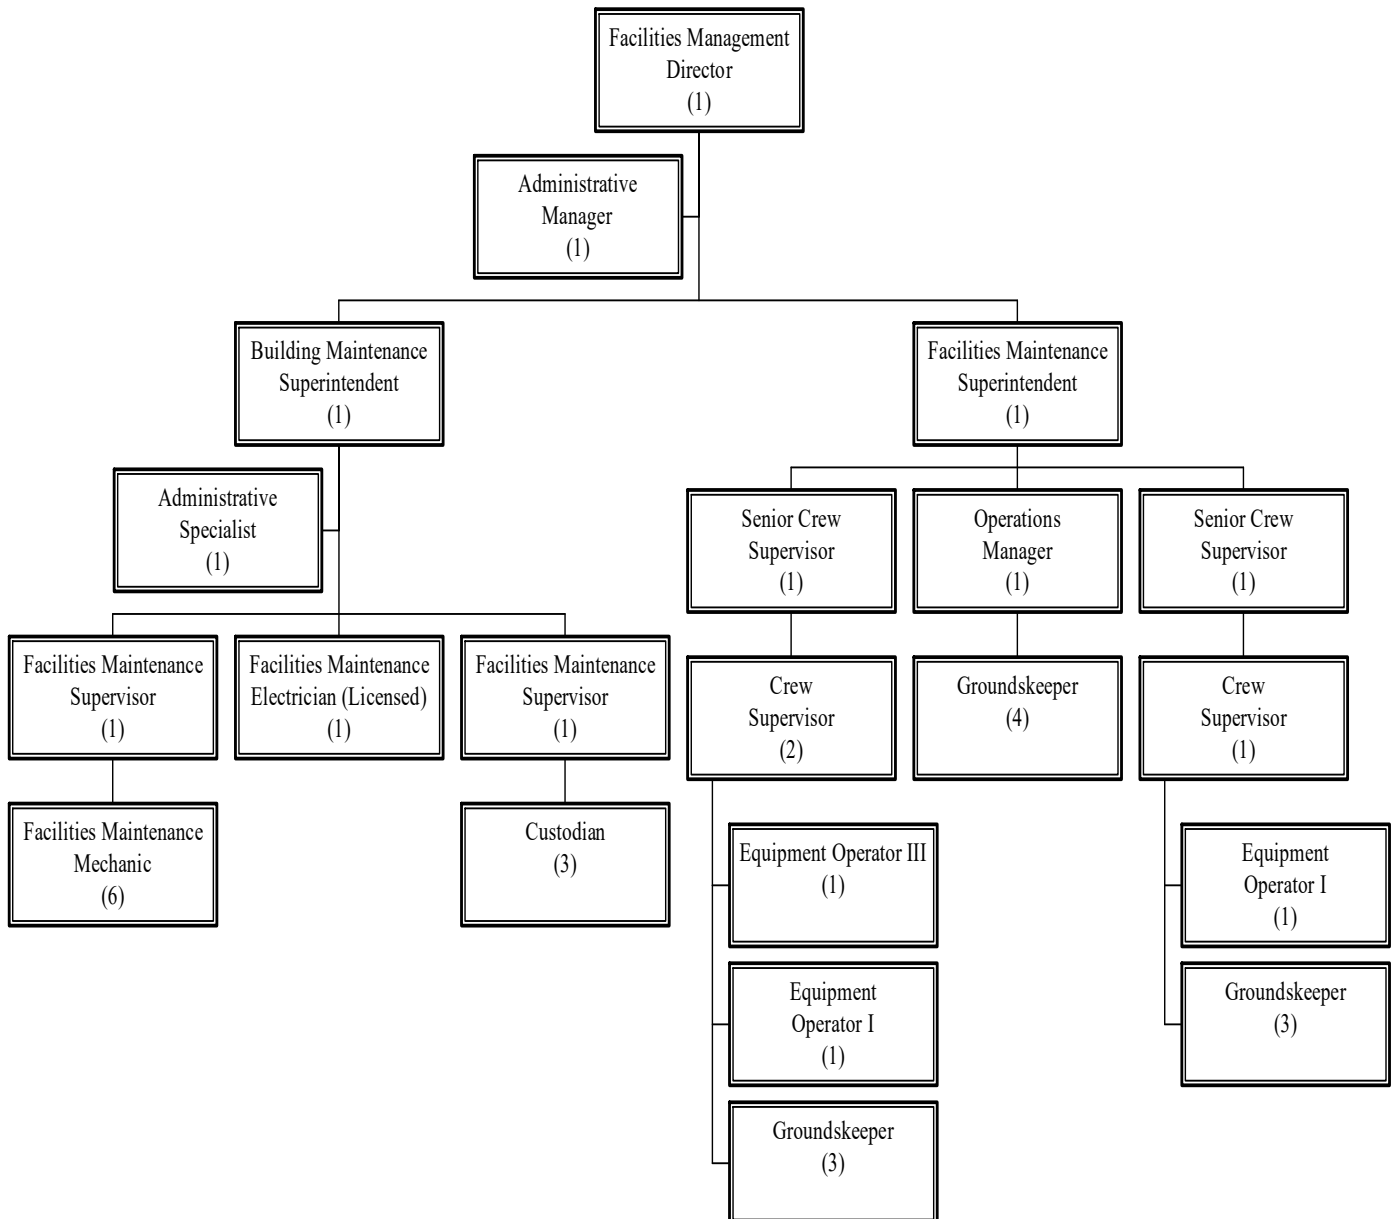 Facilities Management
Director
(1)
Administrative
Manager
(1)
Building Maintenance
Superintendent
(1)
Facilities Maintenance
Superintendent
(1)
Administrative
Specialist
(1)
Senior Crew
Supervisor
(1)
Operations
Manager
(1)
Senior Crew
Supervisor
(1)
Facilities Maintenance
Supervisor
(1)
Facilities Maintenance
Electrician (Licensed)
(1)
Facilities Maintenance
Supervisor
(1)
Crew
Supervisor
(2)
Groundskeeper
(4)
Crew
Supervisor
(1)
Facilities Maintenance
Mechanic
(6)
Custodian
(3)
Equipment Operator III
(1)
Equipment
Operator I
(1)
Equipment
Operator I
(1)
Groundskeeper
(3)
Groundskeeper
(3)